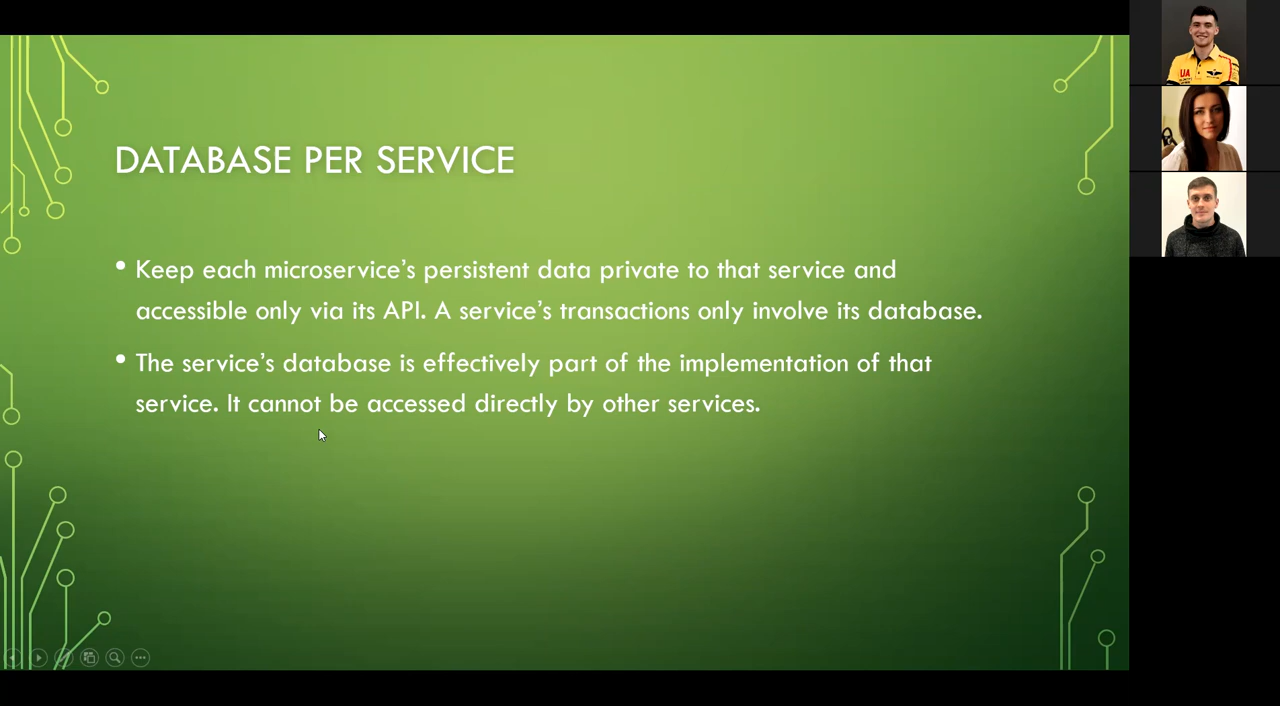 DATABASE PER SERVICE
• Keep each microservice’s persistent data private to that service and
accessible only via its API. A service’s transactions only involve its database.
• The service’s database is effectively part of the implementation of that
service. It cannot be accessed directly by other services.
UA